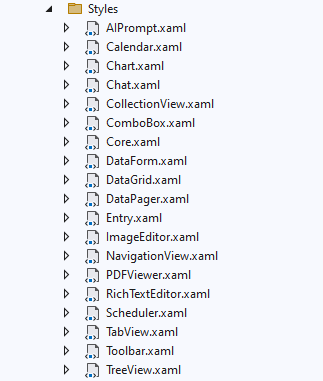 Styles
AIPrompt.xaml
Calendar.xaml
Chart.xaml
Chat.xaml
CollectionView.xaml
ComboBox.xaml
Core.xaml
DataForm.xaml
DataGrid.xaml
DataPager.xaml
Entry.xaml
ImageEditor.xaml
NavigationView.xaml
PDFViewer.xaml
RichTextEditor.xaml
Scheduler.xaml
TabView.xaml
Toolbar.xaml
TreeView.xaml